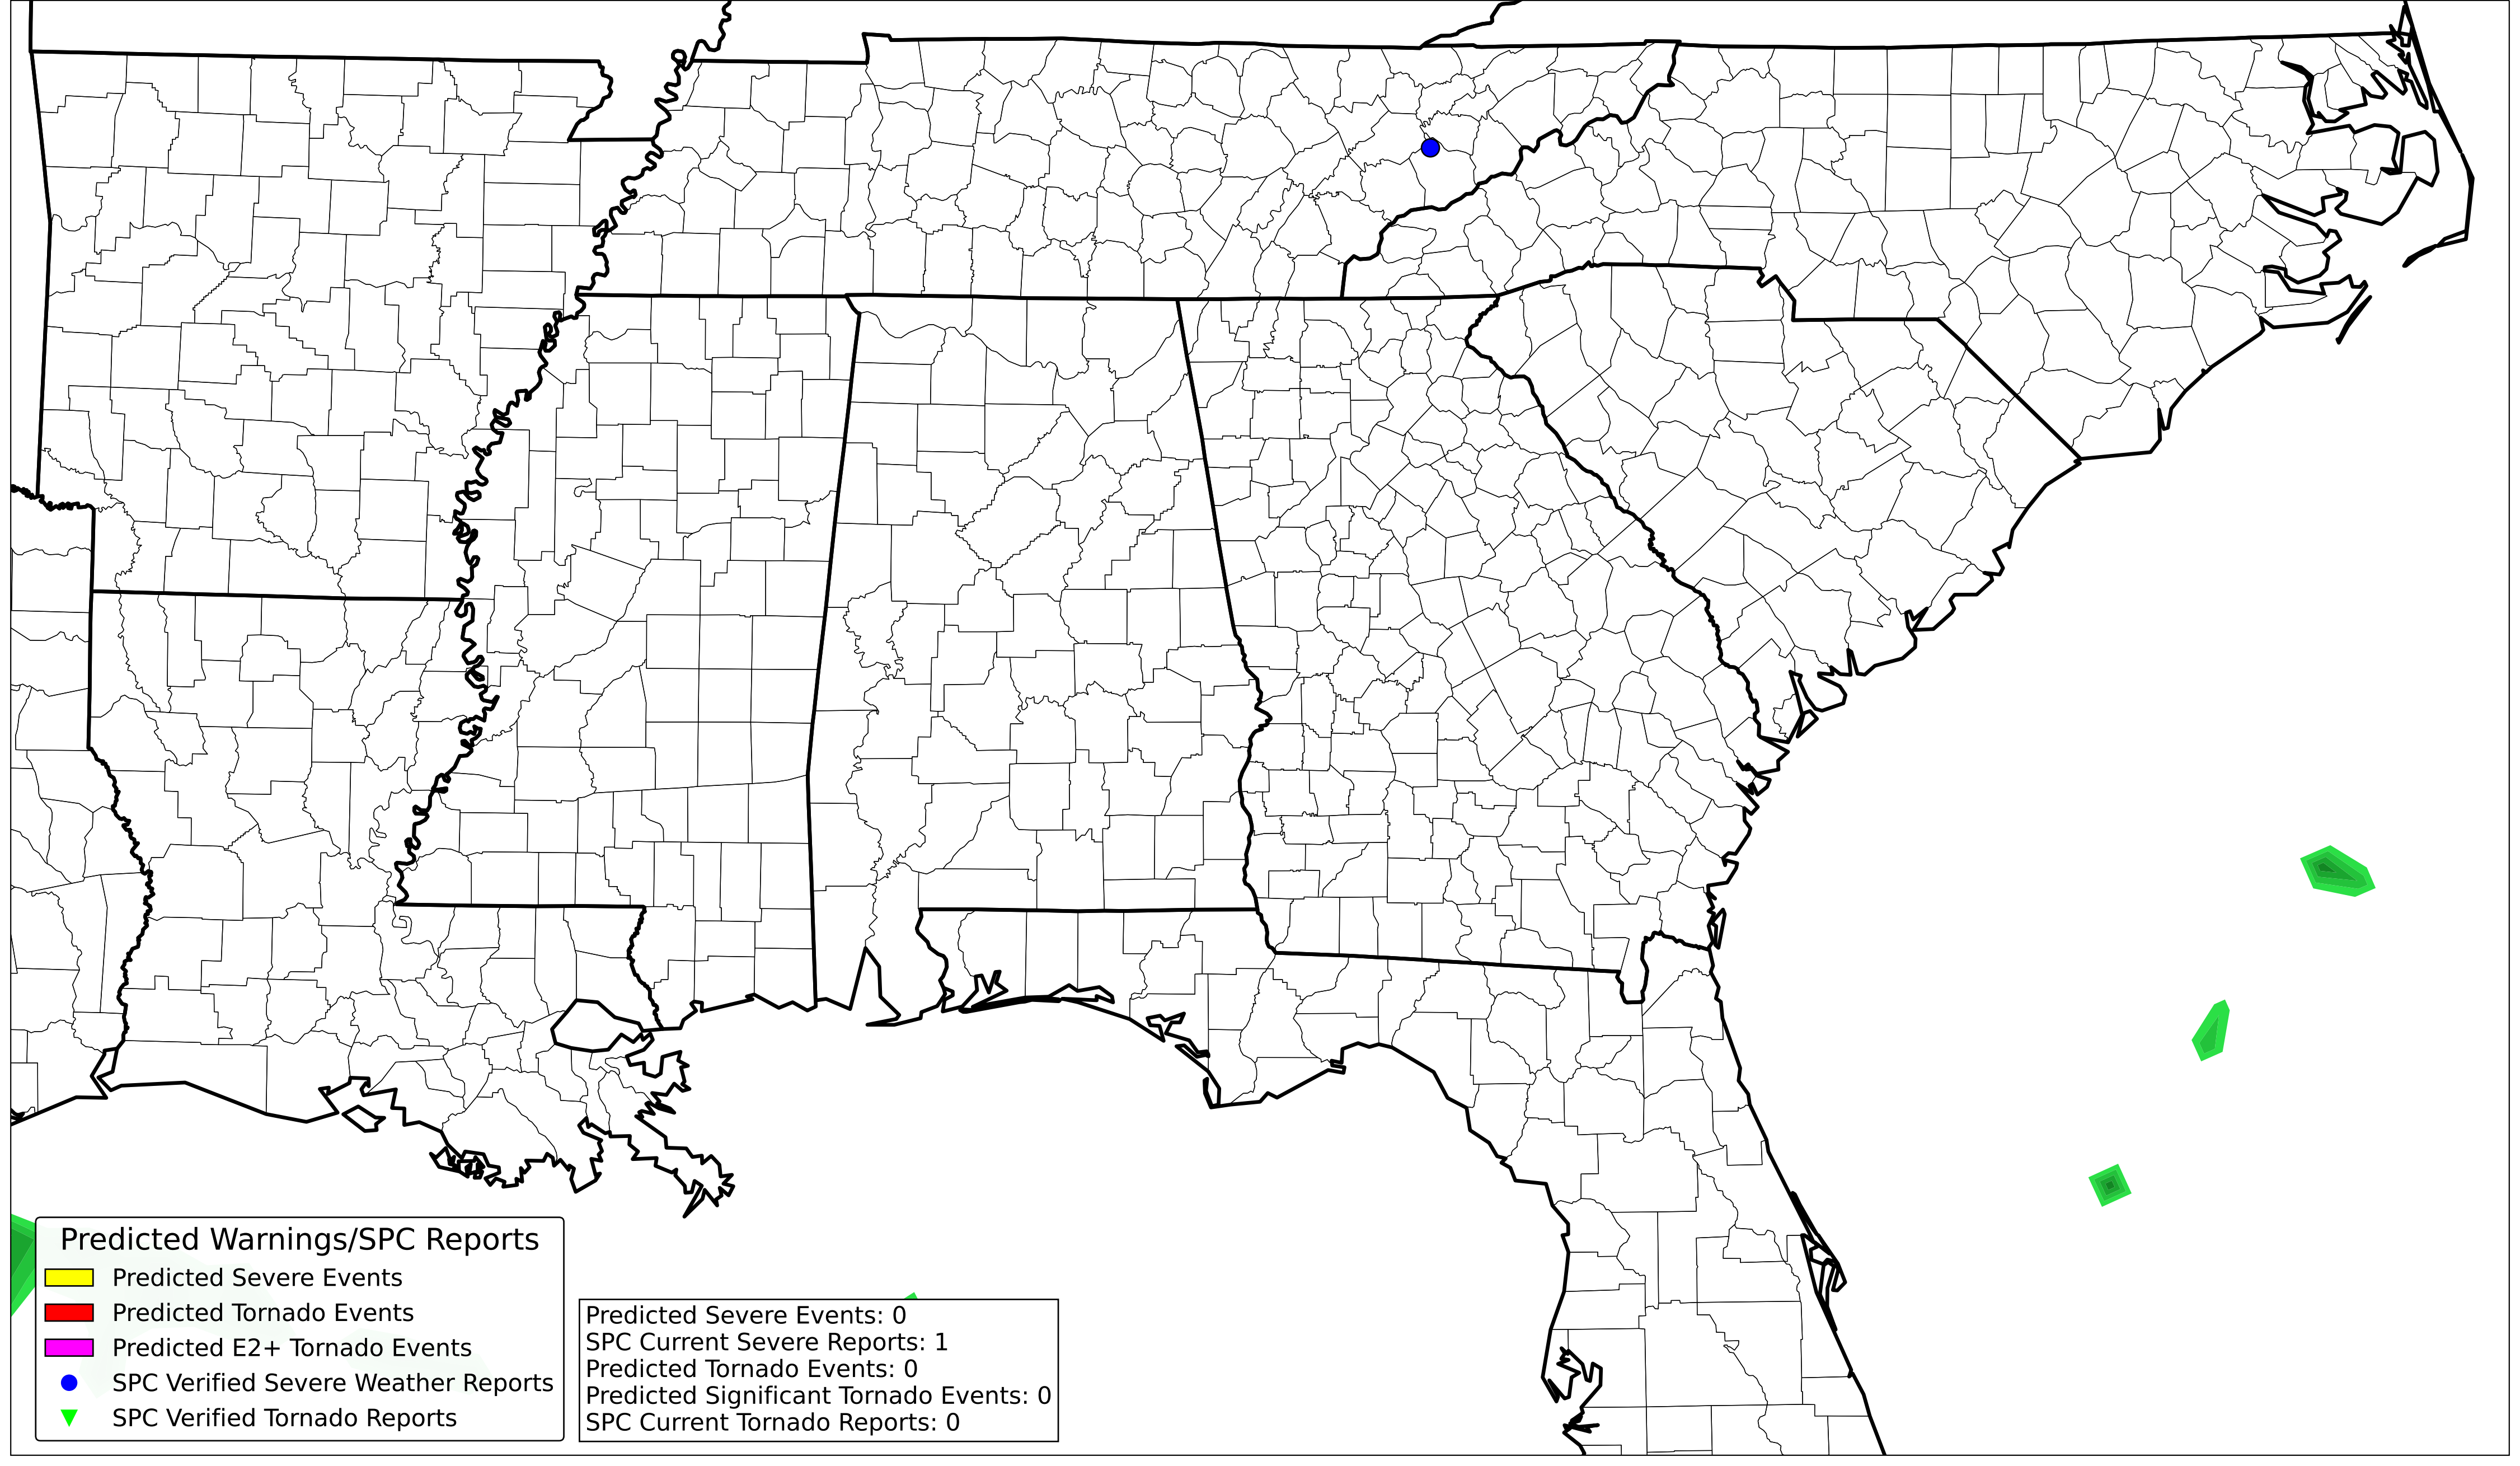 Predicted Warnings/SPC Reports
Predicted Severe Events
Predicted Tornado Events
Predicted E2+ Tornado Events
SPC Verified Severe Weather Reports
SPC Verified Tornado Reports
Predicted Severe Events: 0
SPC Current Severe Reports: 1
Predicted Tornado Events: 0
Predicted Significant Tornado Events: 0
SPC Current Tornado Reports: 0